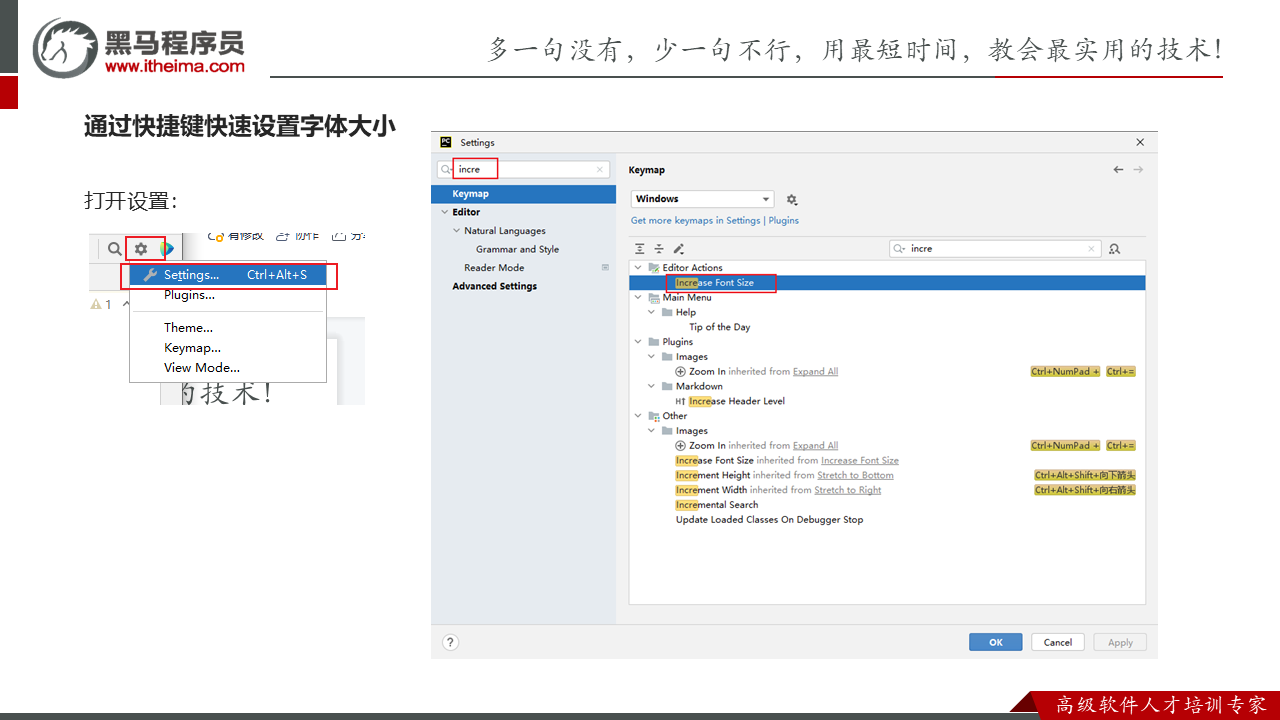 黑马程序员
www.itheima.com
多一句没有，少一句不行，用最短时间，教会最实用的技术！
通过快捷键快速设置字体大小
打开设置：
有修改 协作
Settings... Ctrl+Alt+S
Plugins...
1
Theme...
Keymap...
View Mode...
的技术！
PC Settings
incre
Keymap
Editor
Natural Languages
Grammar and Style
Reader Mode
Advanced Settings
Keymap
Windows
Get more keymaps in Settings | Plugins
incre
Editor Actions
Increase Font Size
Main Menu
Help
Tip of the Day
Plugins
Images
Zoom In inherited from Expand All Ctrl+NumPad + Ctrl+=
Markdown
H↑ Increase Header Level
Other
Images
Zoom In inherited from Expand All Ctrl+NumPad + Ctrl+=
Increase Font Size inherited from Increase Font Size
Increment Height inherited from Stretch to Bottom Ctrl+Alt+Shift+向下箭头
Increment Width inherited from Stretch to Right Ctrl+Alt+Shift+向右箭头
Incremental Search
Update Loaded Classes On Debugger Stop
?
OK Cancel Apply
高级软件人才培训专家